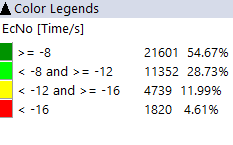 Color Legends
EcNo [Time/s]
>= -8 21601 54.67%
< -8 and >= -12 11352 28.73%
< -12 and >= -16 4739 11.99%
< -16 1820 4.61%